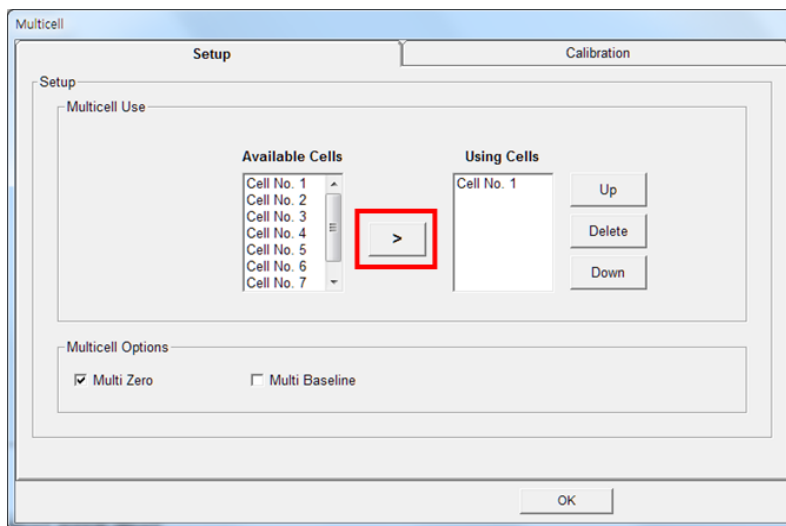 Multicell
Setup Calibration
Setup
Multicell Use
Available Cells Using Cells
Cell No. 1
Cell No. 2
Cell No. 3
Cell No. 4
Cell No. 5
Cell No. 6
Cell No. 7
>
Cell No. 1
Up
Delete
Down
Multicell Options
Multi Zero Multi Baseline
OK